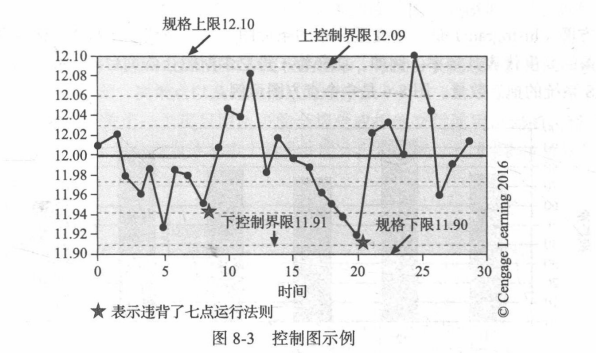 规格上限12.10
上控制界限12.09
12.10
12.08
12.06
12.04
12.02
12.00
11.98
11.96
11.94
11.92
11.90
下控制界限11.91
规格下限11.90
0
5
10
15
20
25
30
时间
★ 表示违背了七点运行法则
© Cengage Learning 2016
图 8-3 控制图示例